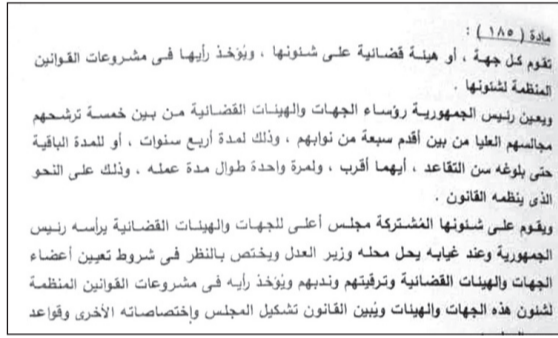 مادة ( ١٨٥ ) :
تقوم كل جهة ، أو هيئة قضائية على شئونها ، ويُؤخذ رأيها فى مشروعات القوانين
المنظمة لشئونها .
ويعين رئيس الجمهورية رؤساء الجهات والهيئات القضائية من بين خمسة ترشحهم
مجالسهم العليا من بين أقدم سبعة من نوابهم ، وذلك لمدة أربع سنوات ، أو للمدة الباقية
حتى بلوغه سن التقاعد ، أيهما أقرب ، ولمرة واحدة طوال مدة عمله ، وذلك على النحو
الذى ينظمه القانون .
ويقوم على شئونها المُشتركة مجلس أعلى للجهات والهيئات القضائية يرأسه رئيس
الجمهورية وعند غيابه يحل محله وزير العدل ويختص بالنظر فى شروط تعيين أعضاء
الجهات والهيئات القضائية وترقيتهم وندبهم ويُؤخذ رأيه فى مشروعات القوانين المنظمة
لشئون هذه الجهات والهيئات ويُبين القانون تشكيل المجلس وإختصاصاته الأخرى وقواعد